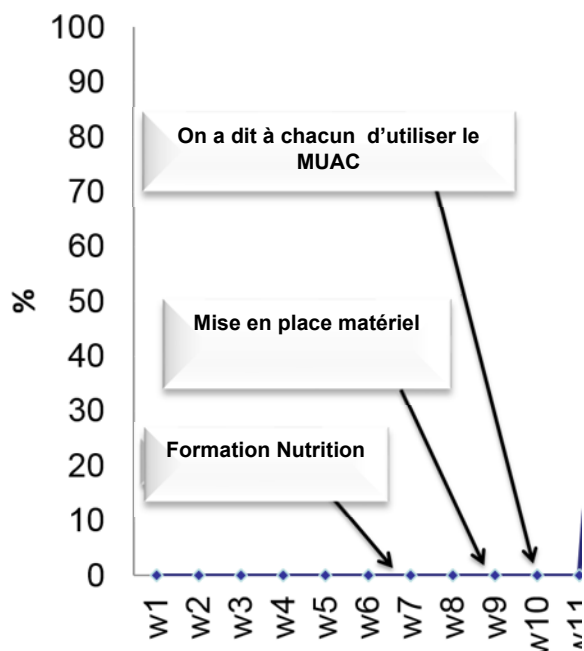 100
90
80
70
60
50
40
30
20
10
0
%
On a dit à chacun d’utiliser le
MUAC
Mise en place matériel
Formation Nutrition
w1
w2
w3
w4
w5
w6
w7
w8
w9
w10
w11